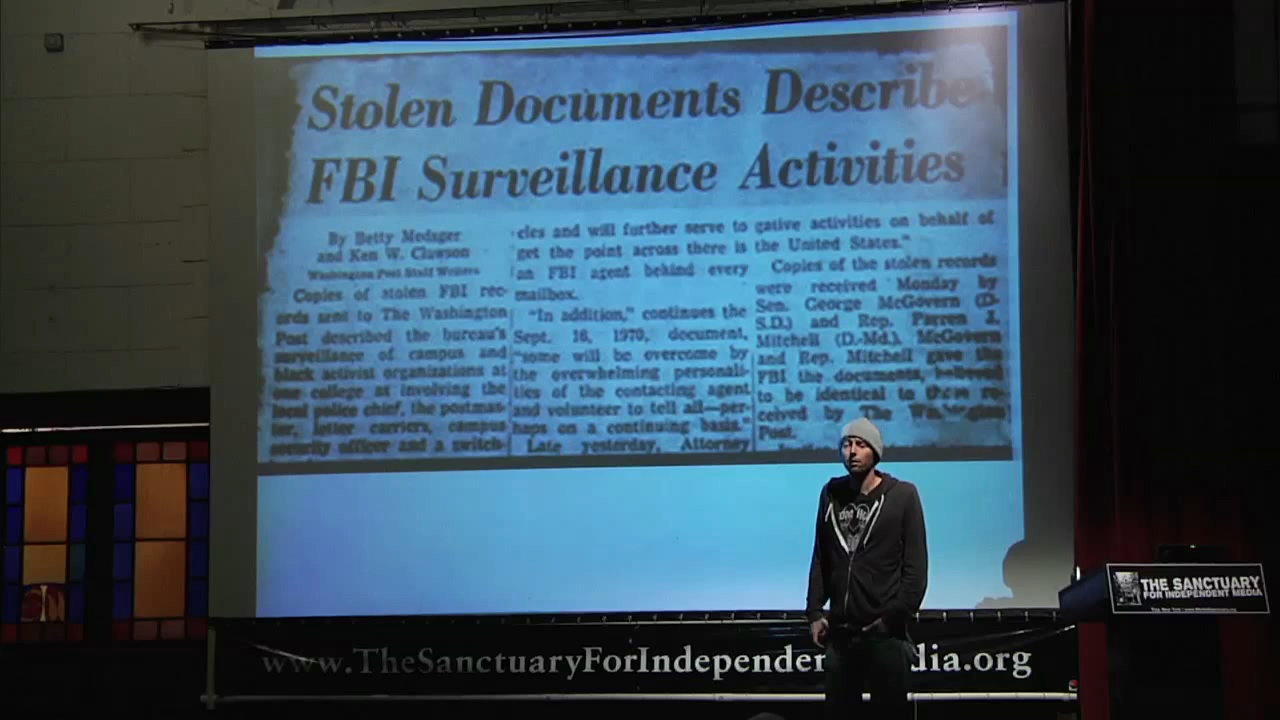 Stolen Documents Describe
FBI Surveillance Activities
By Betty Medsger
and Ken W. Clawson
Washington Post Staff Writers
Copies of stolen FBI rec-
ords sent to The Washington
Post described the bureau's
surveillance of campus and
black activist organizations at
one college as involving the
local police chief, the postmas-
ter, letter carriers, campus
security officer and a switch-
cles and will further serve to
get the point across there is
an FBI agent behind every
mailbox.
"In addition," continues the
Sept. 16, 1970, document,
"some will be overcome by
the overwhelming personali-
ties of the contacting agent
and volunteer to tell all—per-
haps on a continuing basis."
Late yesterday, Attorney
gative activities on behalf of
the United States."
Copies of the stolen records
were received Monday by
Sen. George McGovern (D-
S.D.) and Rep. Parren J.
Mitchell (D.-Md.). McGovern
and Rep. Mitchell gave the
FBI the documents, believed
to be identical to those re-
ceived by The Washington
Post.
THE SANCTUARY
FOR INDEPENDENT MEDIA
www.TheSanctuaryForIndepende dia.org